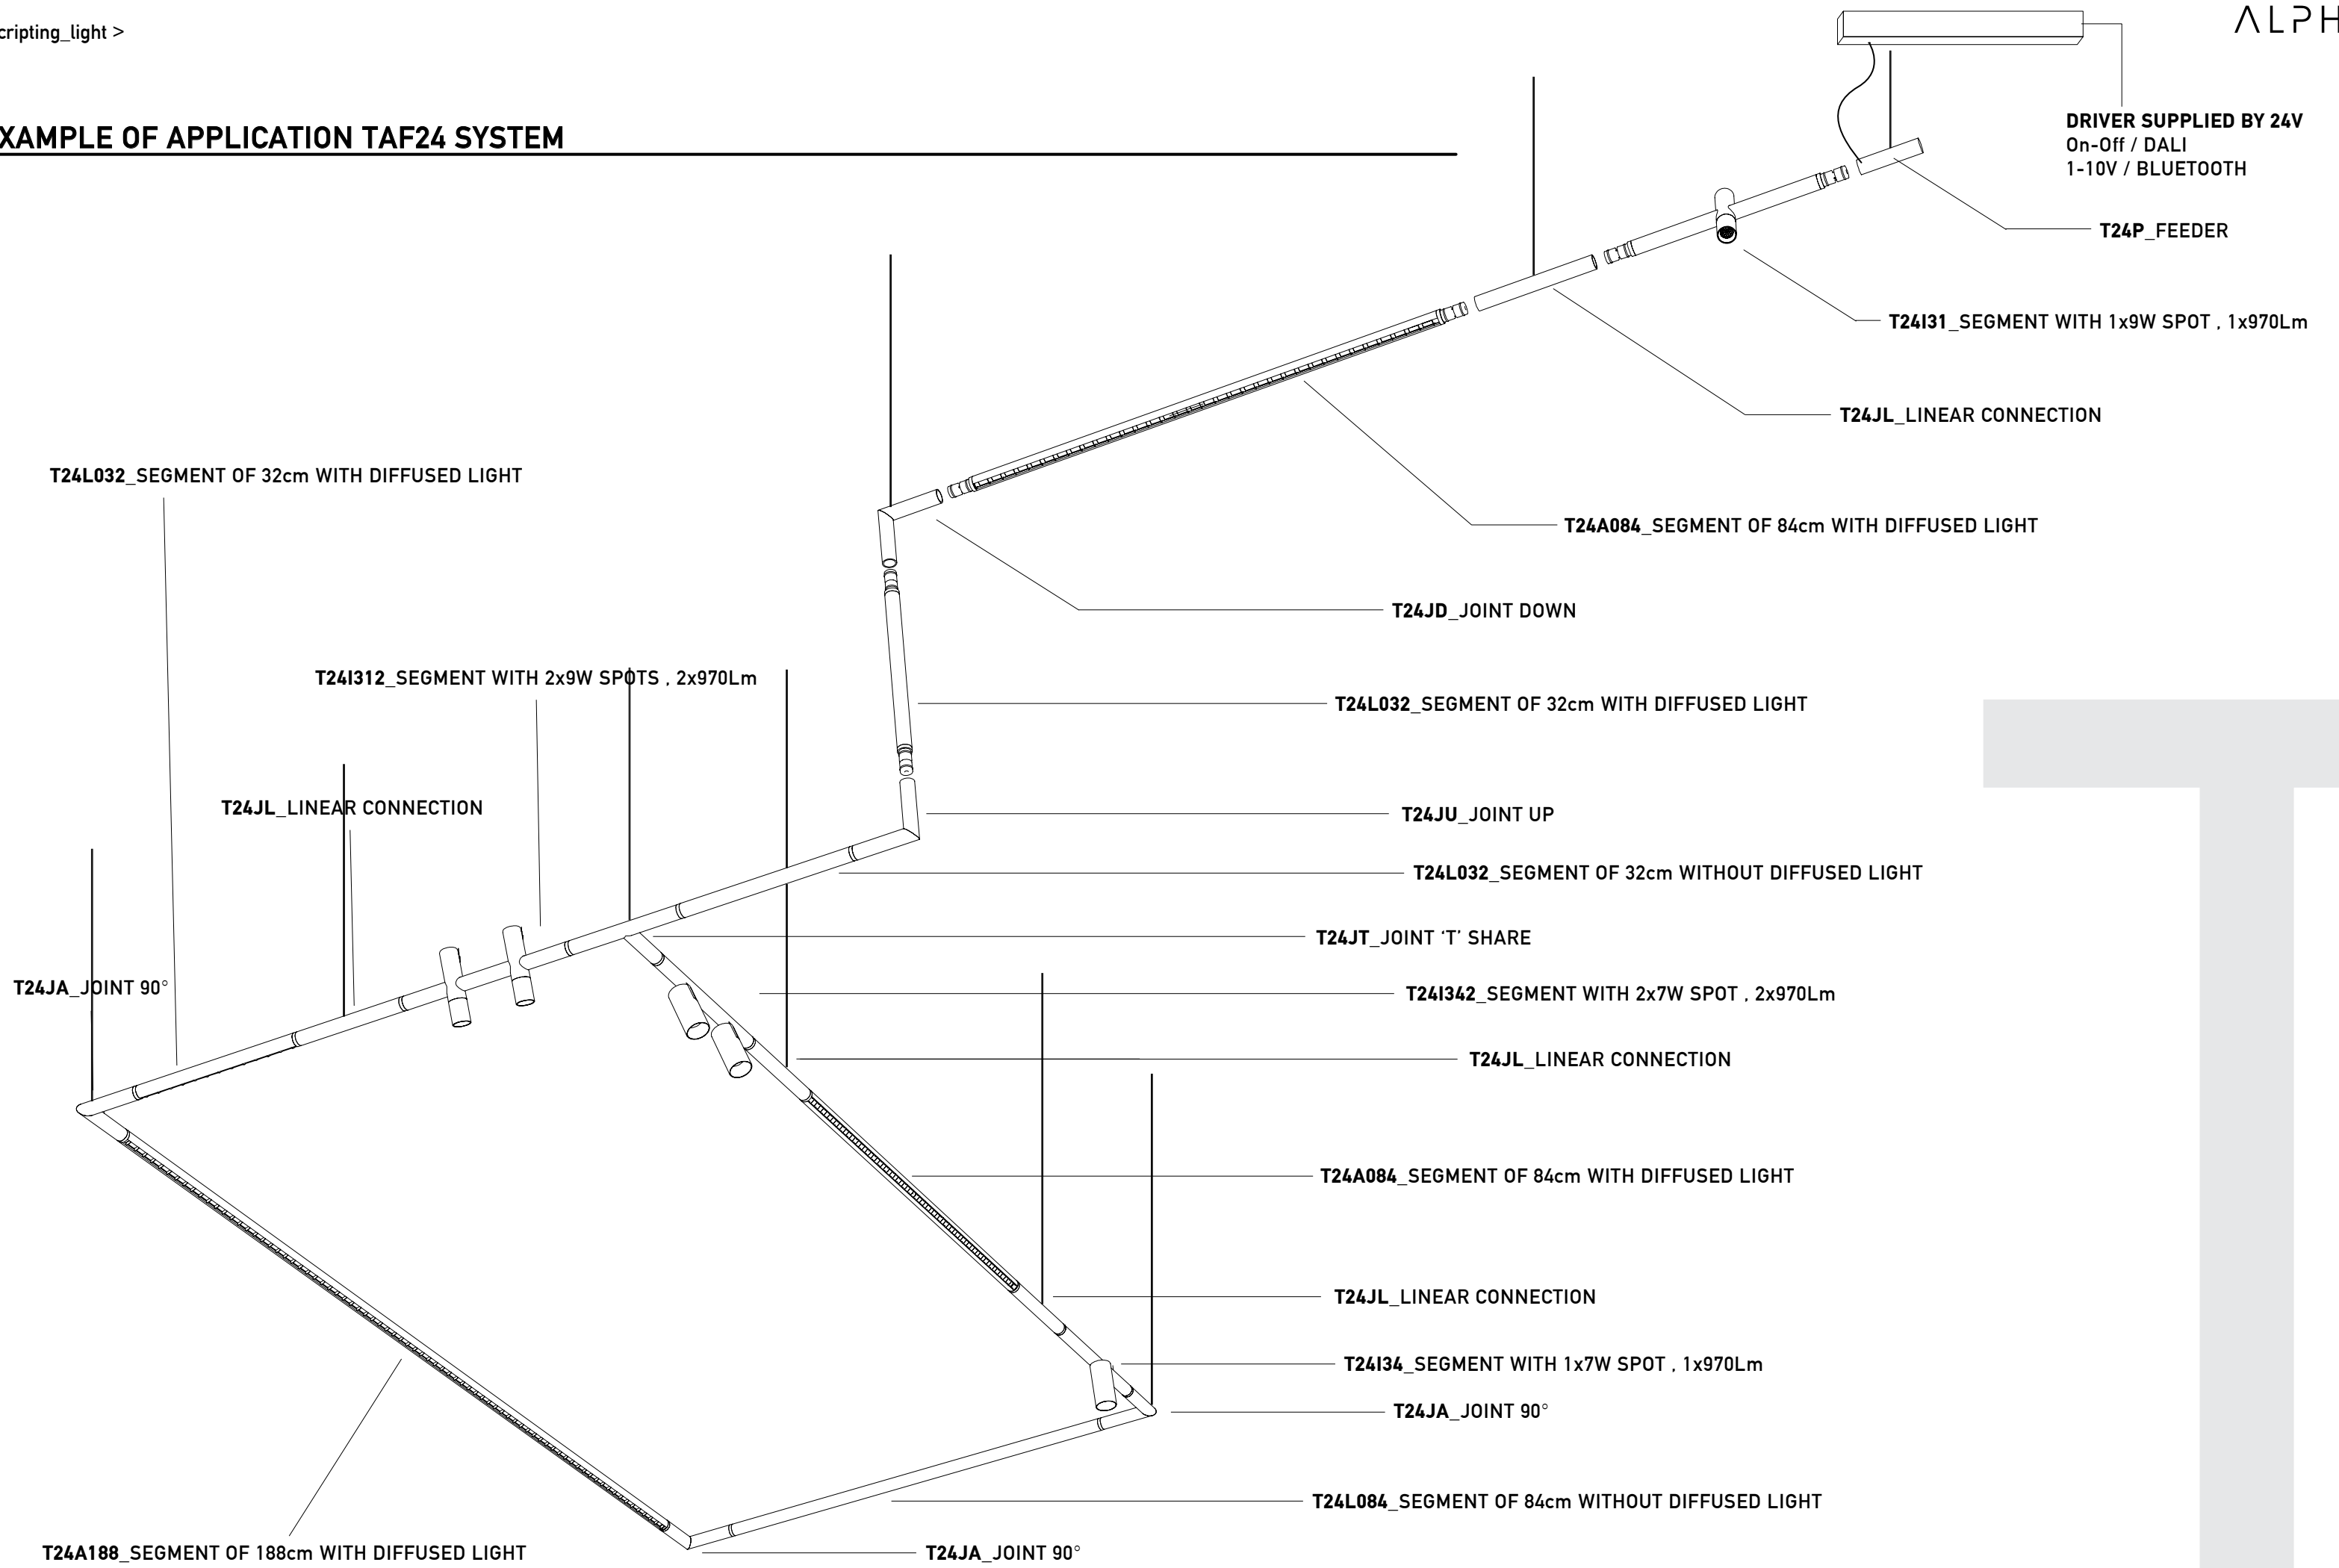 cripting_light >
ALPH
XAMPLE OF APPLICATION TAF24 SYSTEM
DRIVER SUPPLIED BY 24V
On-Off / DALI
1-10V / BLUETOOTH
T24P_FEEDER
T24I31_SEGMENT WITH 1x9W SPOT , 1x970Lm
T24JL_LINEAR CONNECTION
T24L032_SEGMENT OF 32cm WITH DIFFUSED LIGHT
T24A084_SEGMENT OF 84cm WITH DIFFUSED LIGHT
T24JD_JOINT DOWN
T24I312_SEGMENT WITH 2x9W SPOTS , 2x970Lm
T24L032_SEGMENT OF 32cm WITH DIFFUSED LIGHT
T24JL_LINEAR CONNECTION
T24JU_JOINT UP
T24L032_SEGMENT OF 32cm WITHOUT DIFFUSED LIGHT
T24JT_JOINT ‘T’ SHARE
T24JA_JOINT 90°
T24I342_SEGMENT WITH 2x7W SPOT , 2x970Lm
T24JL_LINEAR CONNECTION
T24A084_SEGMENT OF 84cm WITH DIFFUSED LIGHT
T24JL_LINEAR CONNECTION
T24I34_SEGMENT WITH 1x7W SPOT , 1x970Lm
T24JA_JOINT 90°
T24L084_SEGMENT OF 84cm WITHOUT DIFFUSED LIGHT
T24A188_SEGMENT OF 188cm WITH DIFFUSED LIGHT
T24JA_JOINT 90°
T